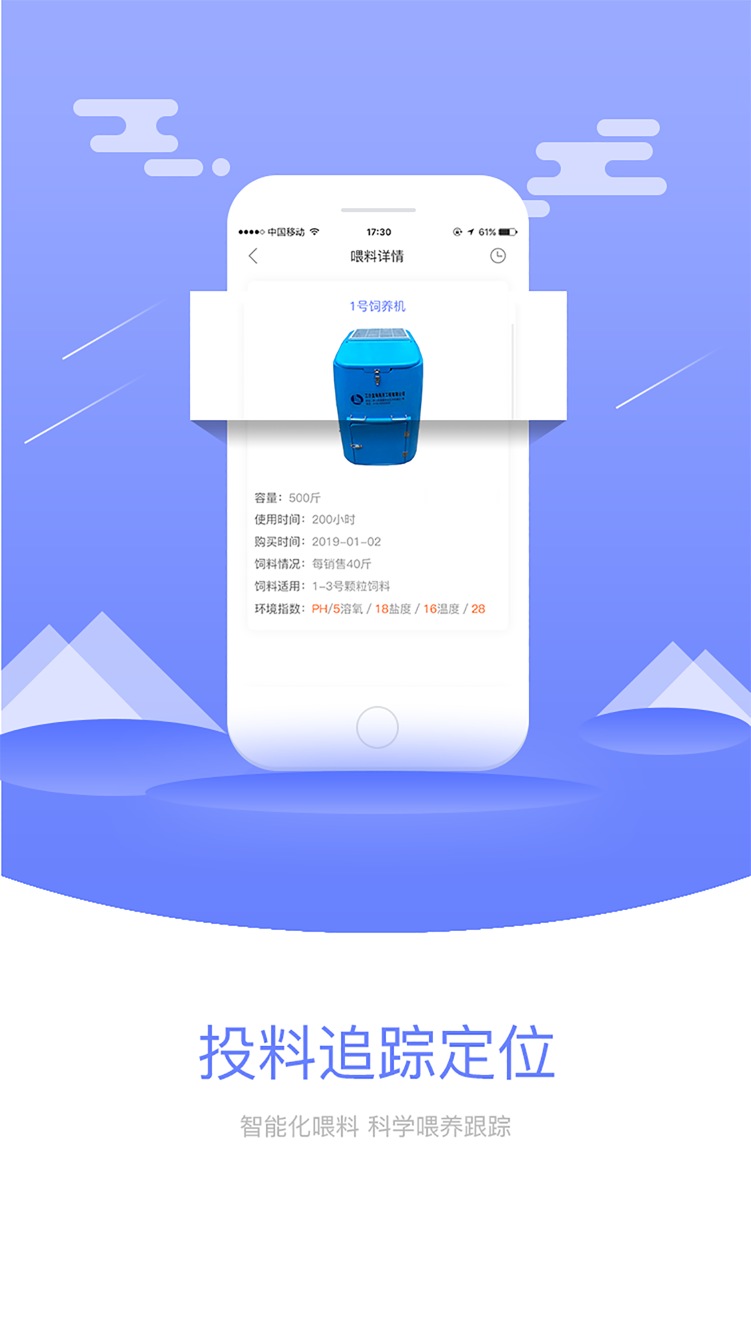 中国移动
17:30
61%
喂料详情
1号饲养机
容量：500斤
使用时间：200小时
购买时间：2019-01-02
饲料情况：每销售40斤
饲料适用：1-3号颗粒饲料
环境指数：PH/5溶氧 / 18盐度 / 16温度 / 28
投料追踪定位
智能化喂料 科学喂养跟踪